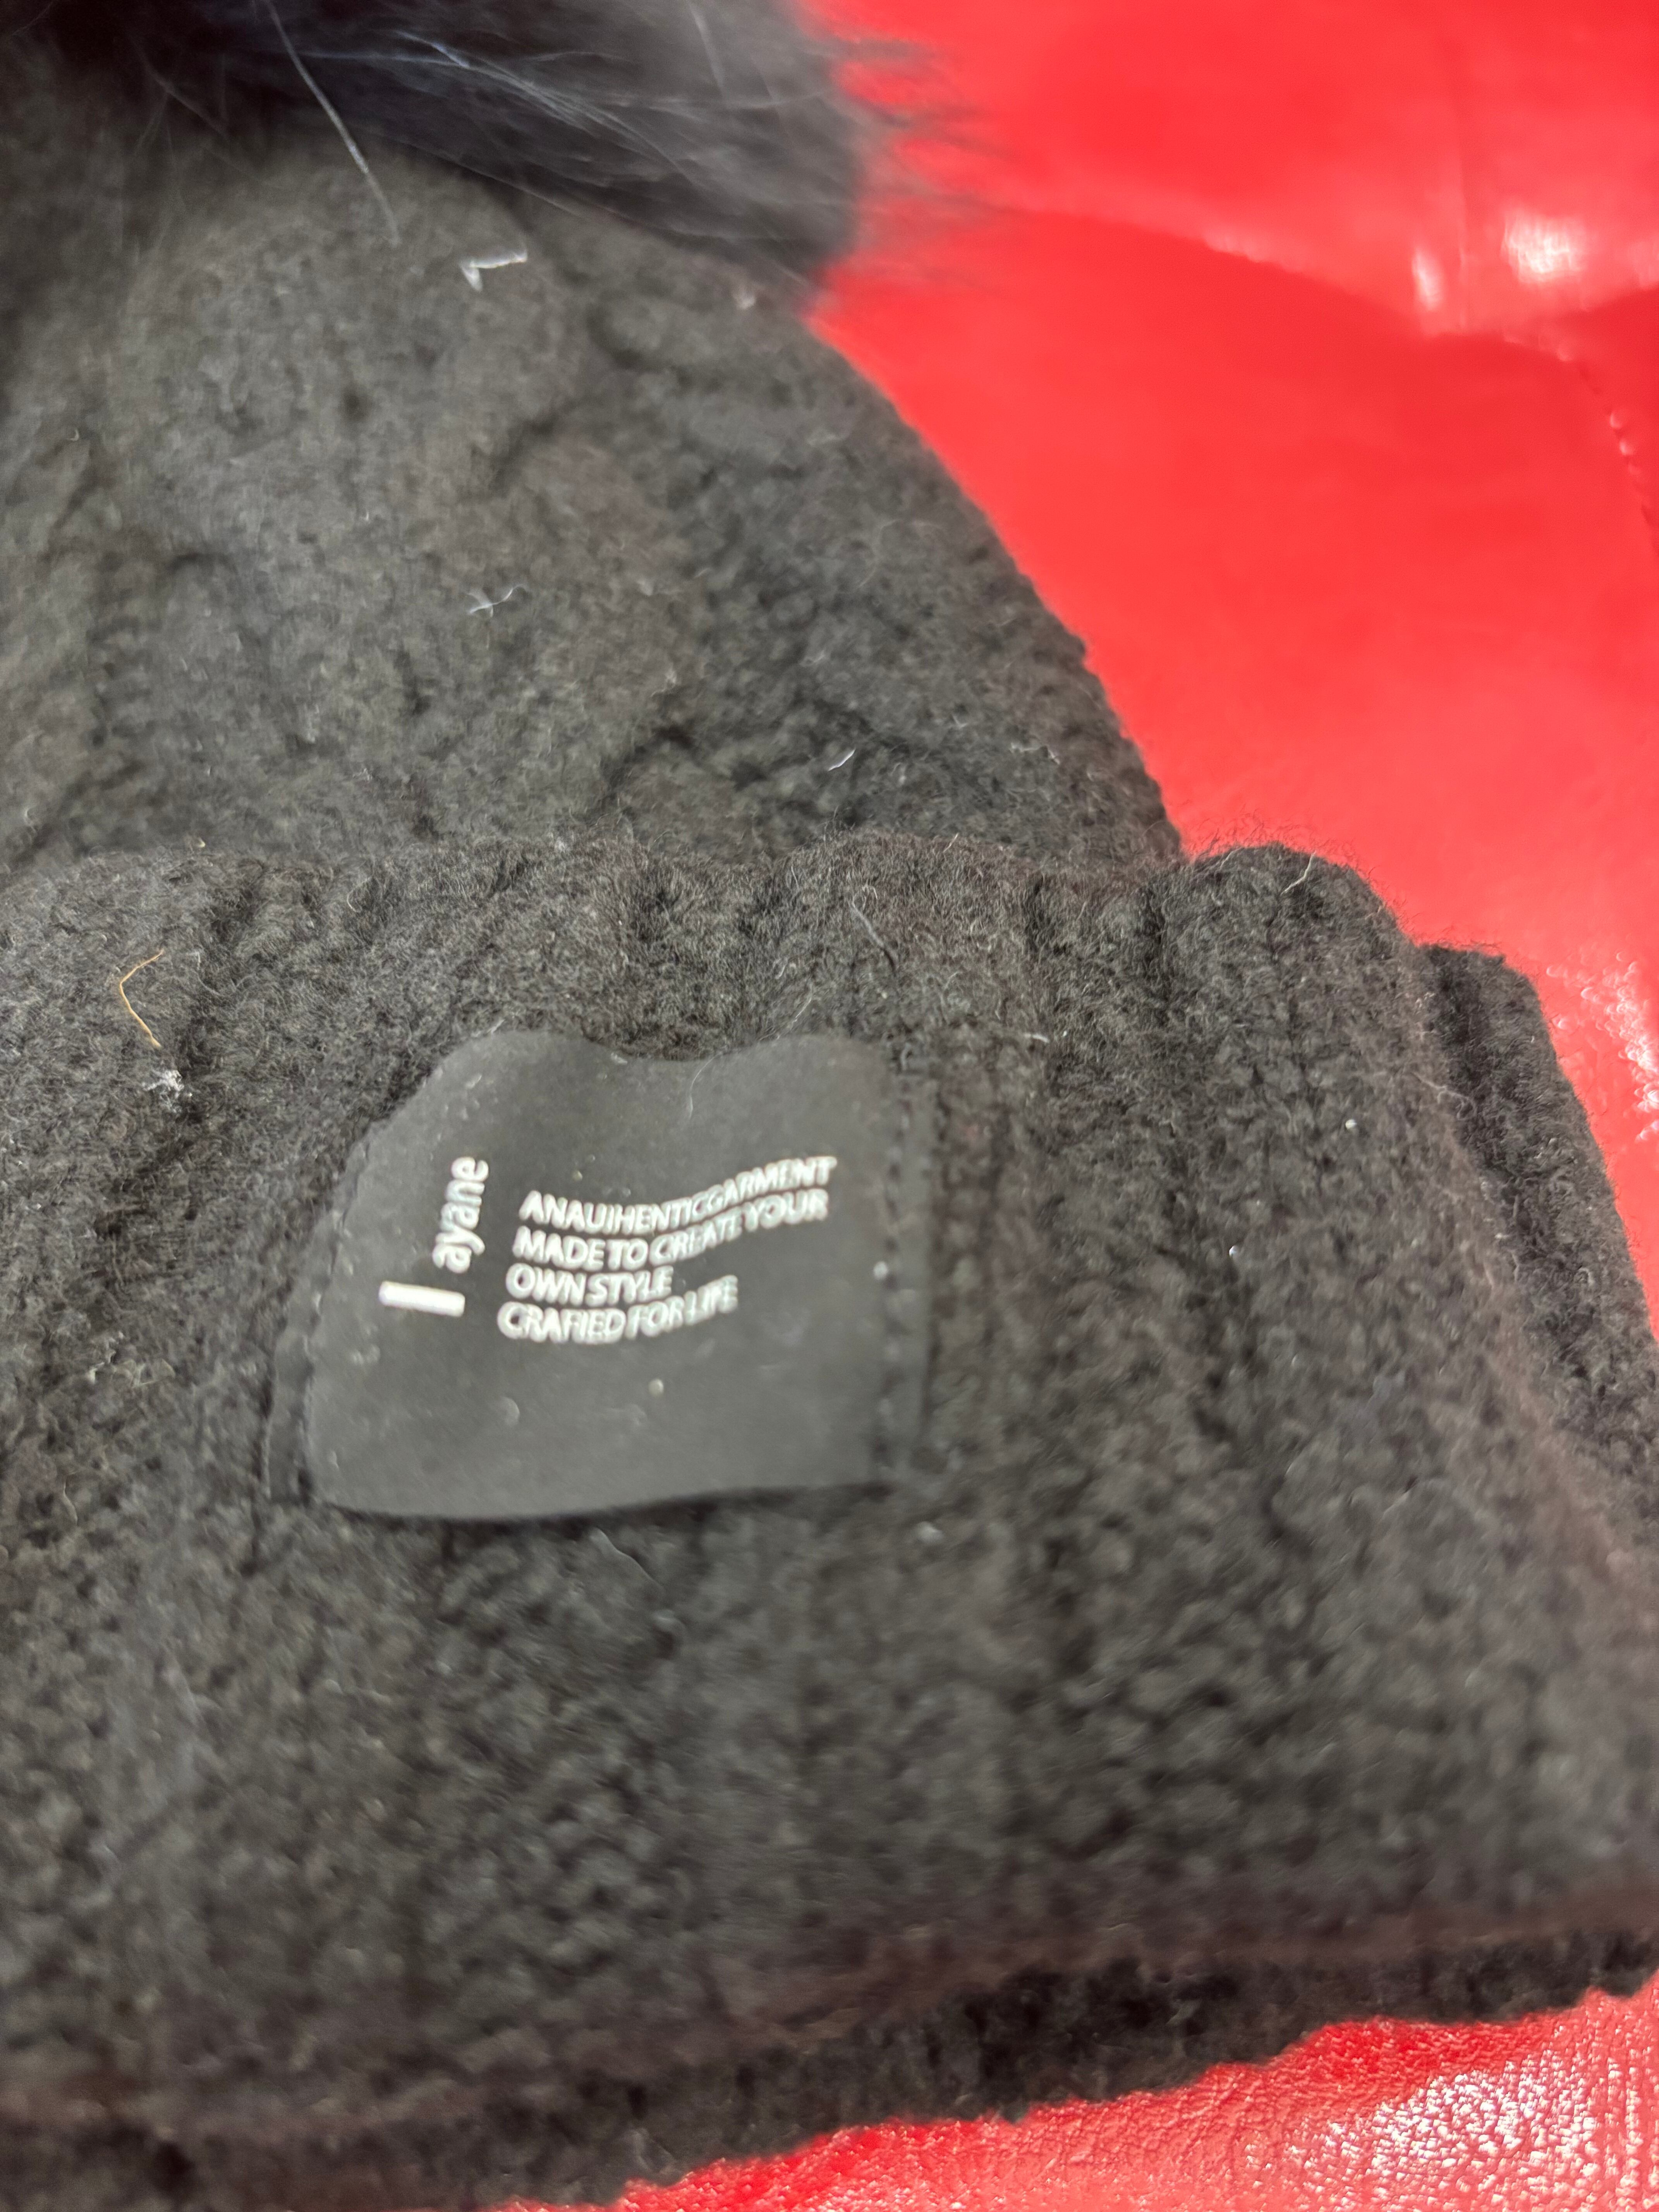 ayane
ANAUIHENTICGARMENT
MADE TO CREATE YOUR
OWN STYLE
CRAFIED FOR LIFE